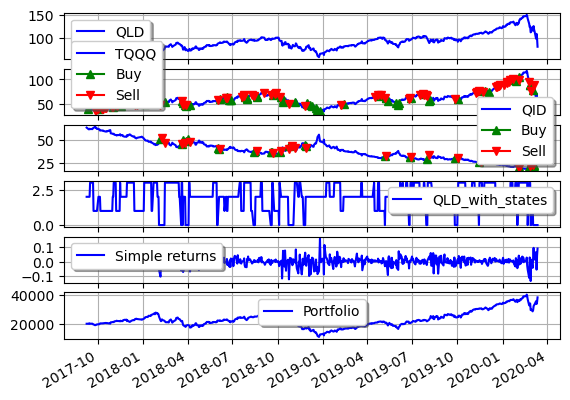 150
100
QLD
TQQQ
Buy
Sell
100
50
QID
Buy
Sell
50
25
2.5
0.0
QLD_with_states
0.1
0.0
−0.1
Simple returns
40000
20000
Portfolio
2017-10
2018-01
2018-04
2018-07
2018-10
2019-01
2019-04
2019-07
2019-10
2020-01
2020-04